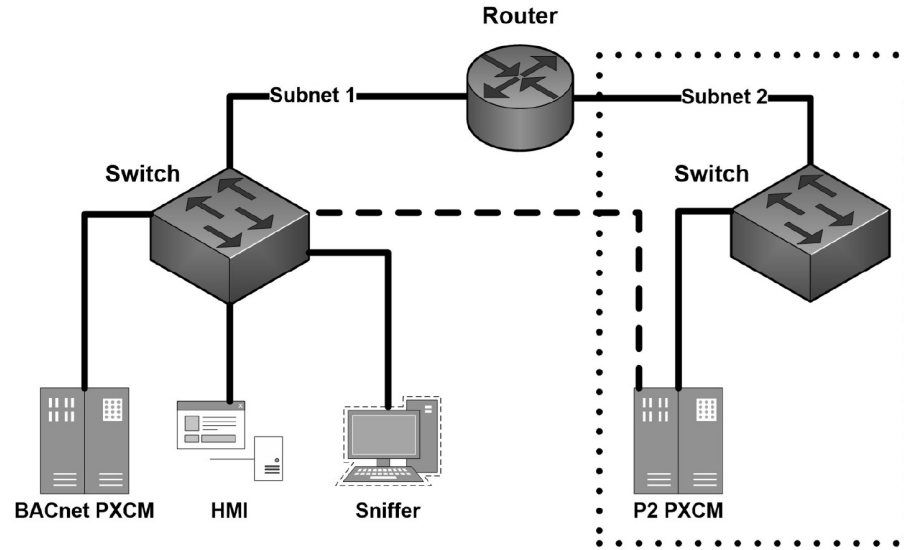 Router
Subnet 1
Subnet 2
Switch
Switch
BACnet PXCM
HMI
Sniffer
P2 PXCM